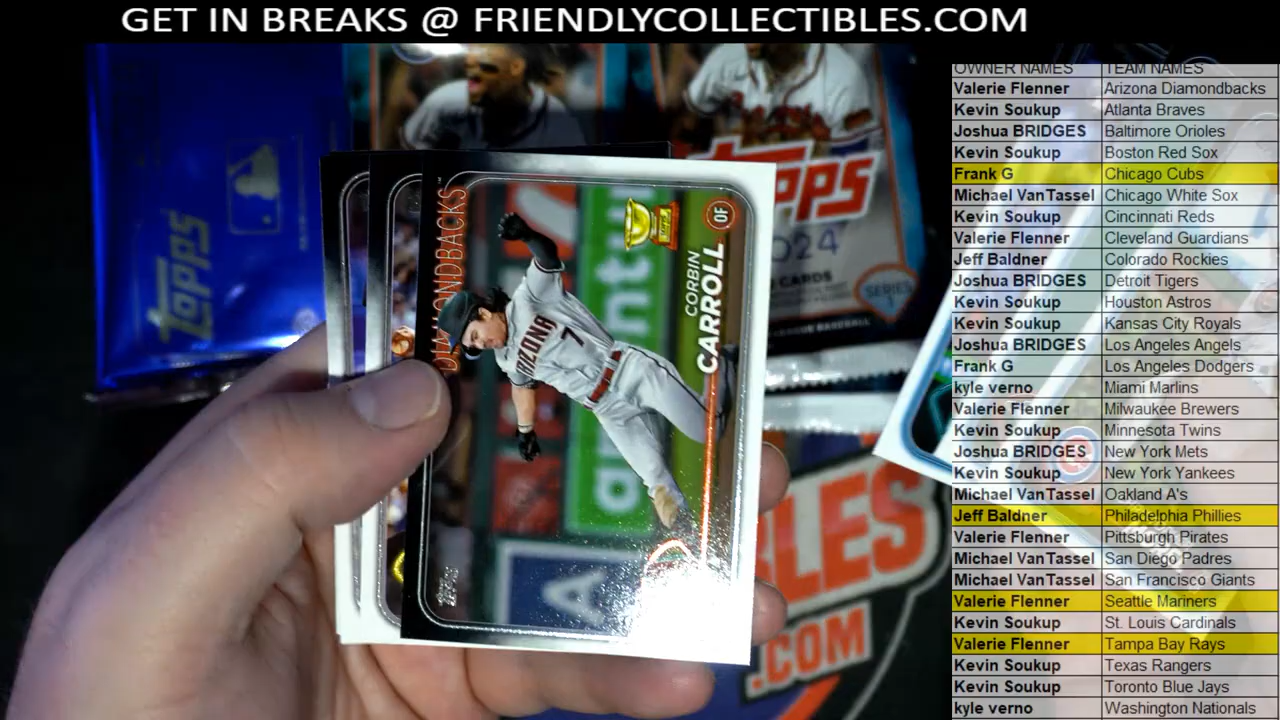 GET IN BREAKS @ FRIENDLYCOLLECTIBLES.COM
OWNER NAMES TEAM NAMES
Valerie Flenner Arizona Diamondbacks
Kevin Soukup Atlanta Braves
Joshua BRIDGES Baltimore Orioles
Kevin Soukup Boston Red Sox
Frank G Chicago Cubs
Michael VanTassel Chicago White Sox
Kevin Soukup Cincinnati Reds
Valerie Flenner Cleveland Guardians
Jeff Baldner Colorado Rockies
Joshua BRIDGES Detroit Tigers
Kevin Soukup Houston Astros
Kevin Soukup Kansas City Royals
Joshua BRIDGES Los Angeles Angels
Frank G Los Angeles Dodgers
kyle verno Miami Marlins
Valerie Flenner Milwaukee Brewers
Kevin Soukup Minnesota Twins
Joshua BRIDGES New York Mets
Kevin Soukup New York Yankees
Michael VanTassel Oakland A's
Jeff Baldner Philadelphia Phillies
Valerie Flenner Pittsburgh Pirates
Michael VanTassel San Diego Padres
Michael VanTassel San Francisco Giants
Valerie Flenner Seattle Mariners
Kevin Soukup St. Louis Cardinals
Valerie Flenner Tampa Bay Rays
Kevin Soukup Texas Rangers
Kevin Soukup Toronto Blue Jays
kyle verno Washington Nationals
Topps
DIAMONDBACKS
CORBIN
CARROLL
OF
ARIZONA
7
A
TOPPS
2024
CARDS
SERIES
1
LEAGUE BASEBALL
BLES
.COM